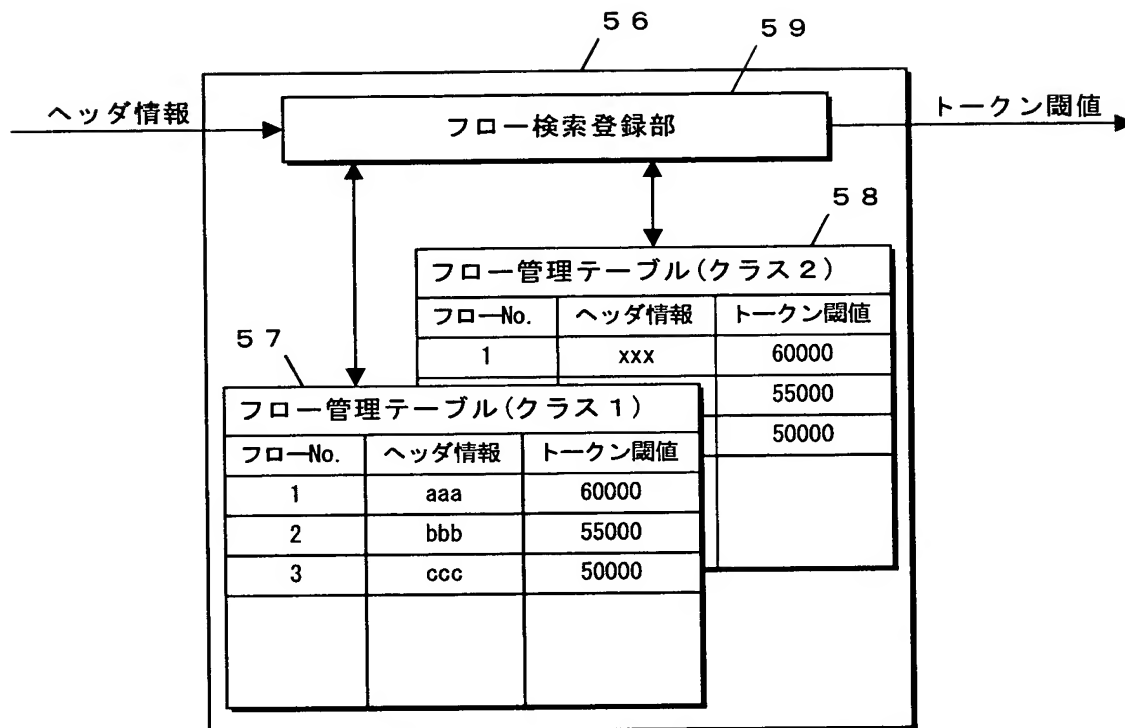 ５６
５９
ヘッダ情報
フロー検索登録部
トークン閾値
５８
フロー管理テーブル(クラス２)
フローNo. ヘッダ情報 トークン閾値
1 xxx 60000
55000
50000
５７
フロー管理テーブル(クラス１)
フローNo. ヘッダ情報 トークン閾値
1 aaa 60000
2 bbb 55000
3 ccc 50000